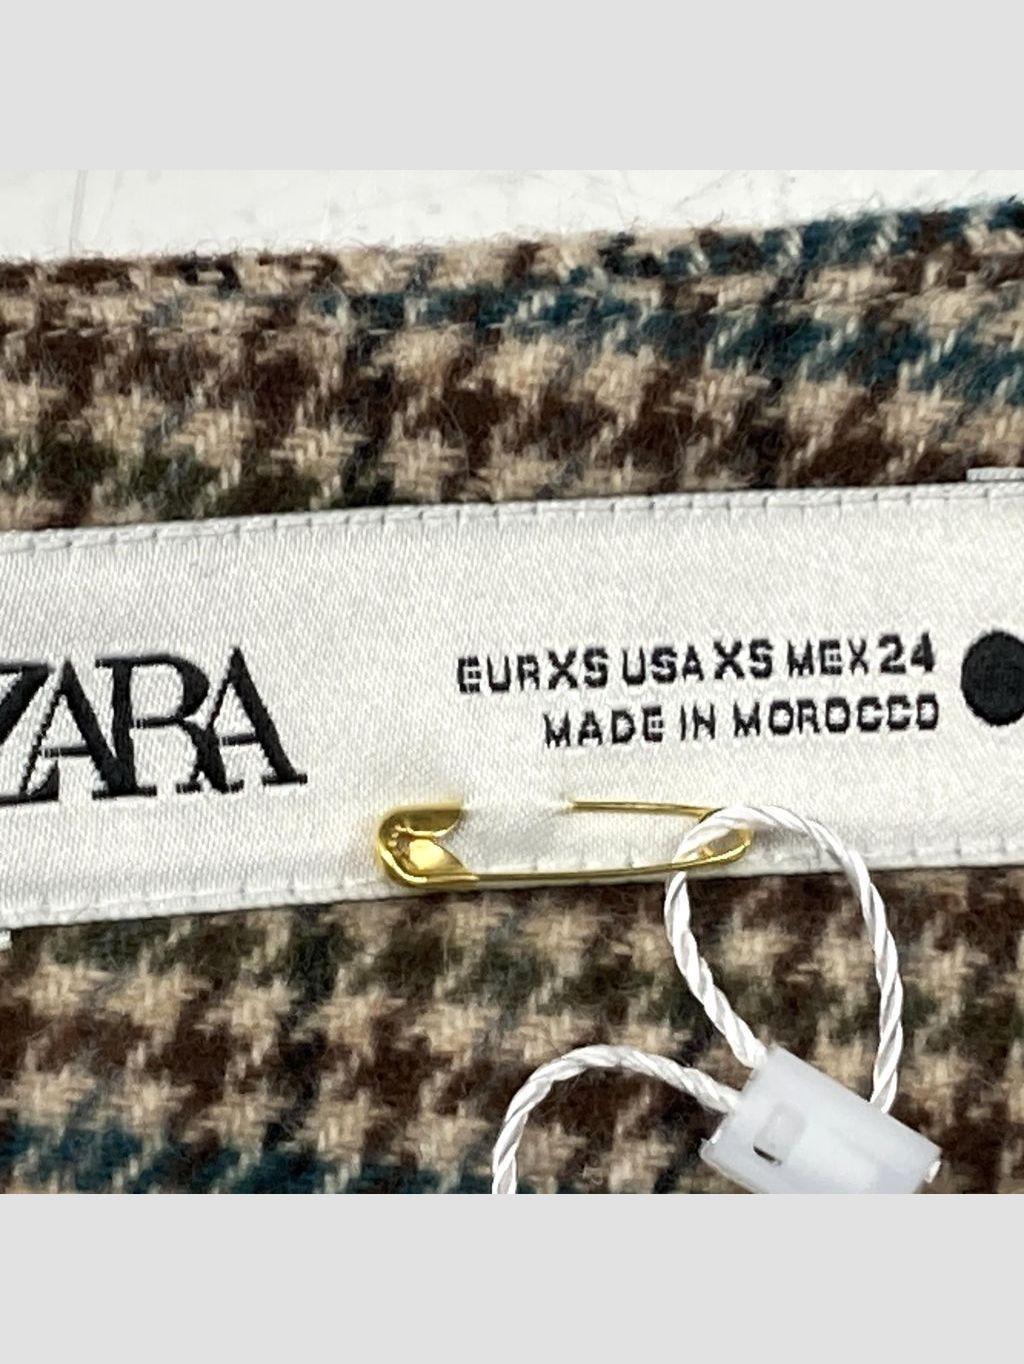 ZARA
EUR XS USA XS MEX 24
MADE IN MOROCCO